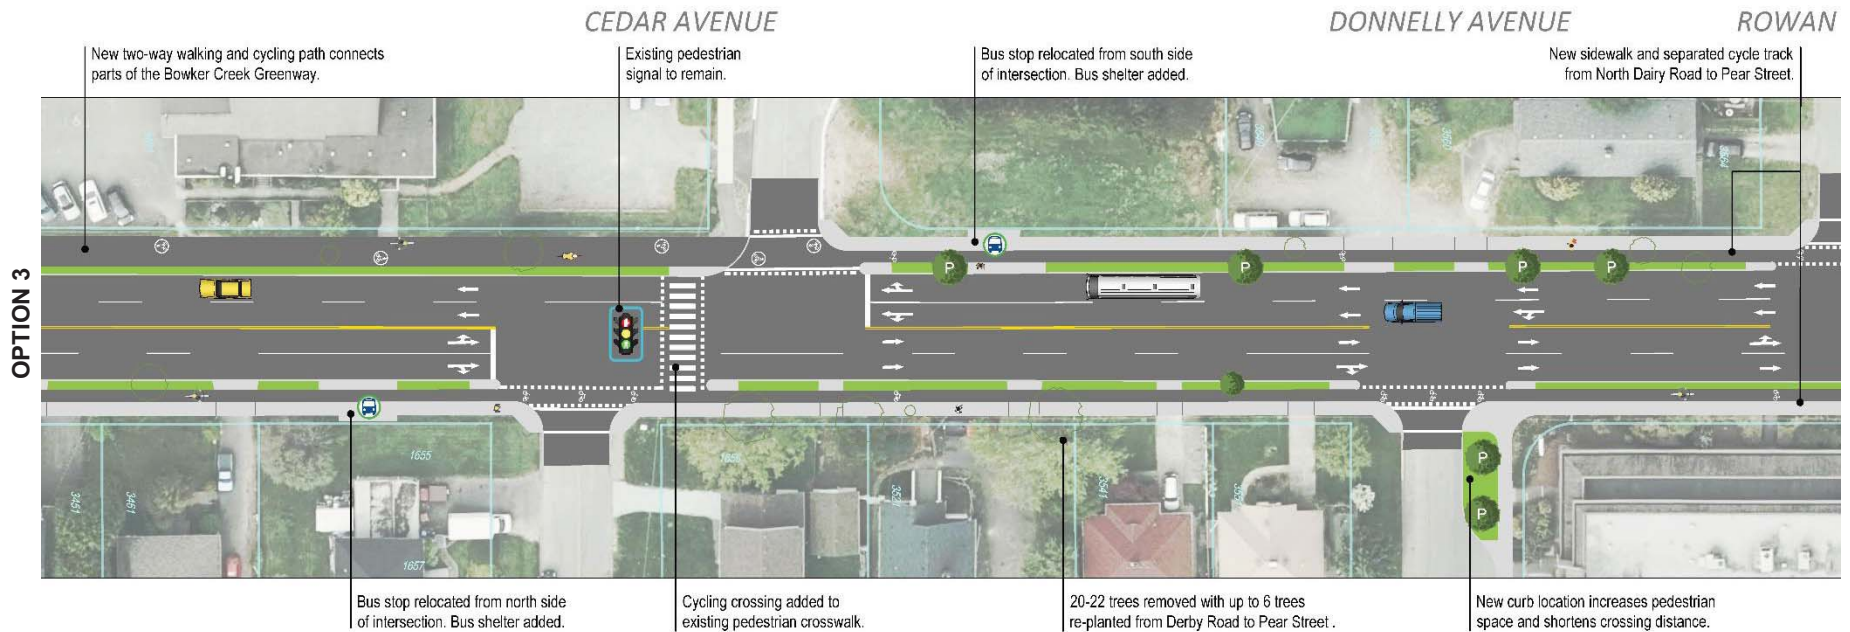 CEDAR AVENUE
DONNELLY AVENUE
ROWAN
New two-way walking and cycling path connects
parts of the Bowker Creek Greenway.
Existing pedestrian
signal to remain.
Bus stop relocated from south side
of intersection. Bus shelter added.
New sidewalk and separated cycle track
from North Dairy Road to Pear Street.
OPTION 3
P
P
P
P
3451
3461
1655
1657
1656
3541
P
P
Bus stop relocated from north side
of intersection. Bus shelter added.
Cycling crossing added to
existing pedestrian crosswalk.
20-22 trees removed with up to 6 trees
re-planted from Derby Road to Pear Street .
New curb location increases pedestrian
space and shortens crossing distance.